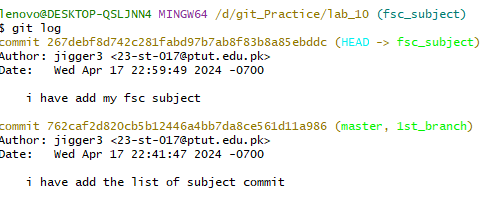 lenovo@DESKTOP-QSLJNN4 MINGW64 /d/git_Practice/lab_10 (fsc_subject)
$ git log
commit 267debf8d742c281fabd97b7ab8f83b8a85ebddc (HEAD -> fsc_subject)
Author: jigger3 <23-st-017@ptut.edu.pk>
Date:   Wed Apr 17 22:59:49 2024 -0700
    i have add my fsc subject
commit 762caf2d820cb5b12446a4bb7da8ce561d11a986 (master, 1st_branch)
Author: jigger3 <23-st-017@ptut.edu.pk>
Date:   Wed Apr 17 22:41:47 2024 -0700
    i have add the list of subject commit